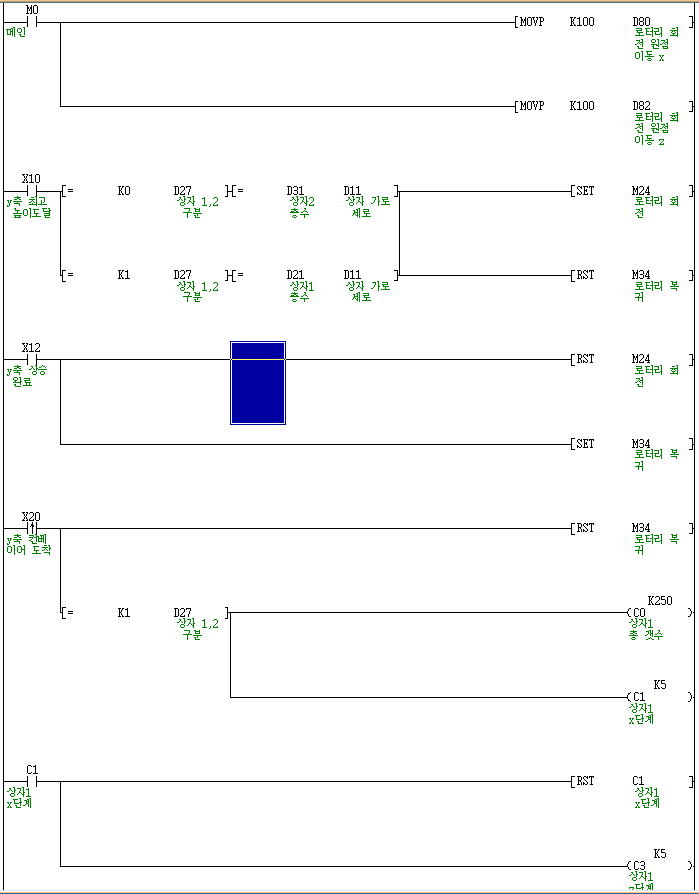 M0
[MOVP K100 D80 ]
메인
로터리 회
전 원점
이동 x
[MOVP K100 D82 ]
로터리 회
전 원점
이동 z
X10
[= K0 D27 ] [= D31 D11 ] [SET M24 ]
y축 최고
높이도달
상자 1,2
구분
상자2
층수
상자 가로
세로
로터리 회
전
[= K1 D27 ] [= D21 D11 ] [RST M34 ]
상자 1,2
구분
상자1
층수
상자 가로
세로
로터리 복
귀
X12
[RST M24 ]
y축 상승
완료
로터리 회
전
[SET M34 ]
로터리 복
귀
X20
[RST M34 ]
y축 컨베
이어 도착
로터리 복
귀
K250
[= K1 D27 ] (C0 )
상자 1,2
구분
상자1
총 갯수
K5
(C1 )
상자1
x단계
C1
[RST C1 ]
상자1
x단계
상자1
x단계
K5
(C3 )
상자1